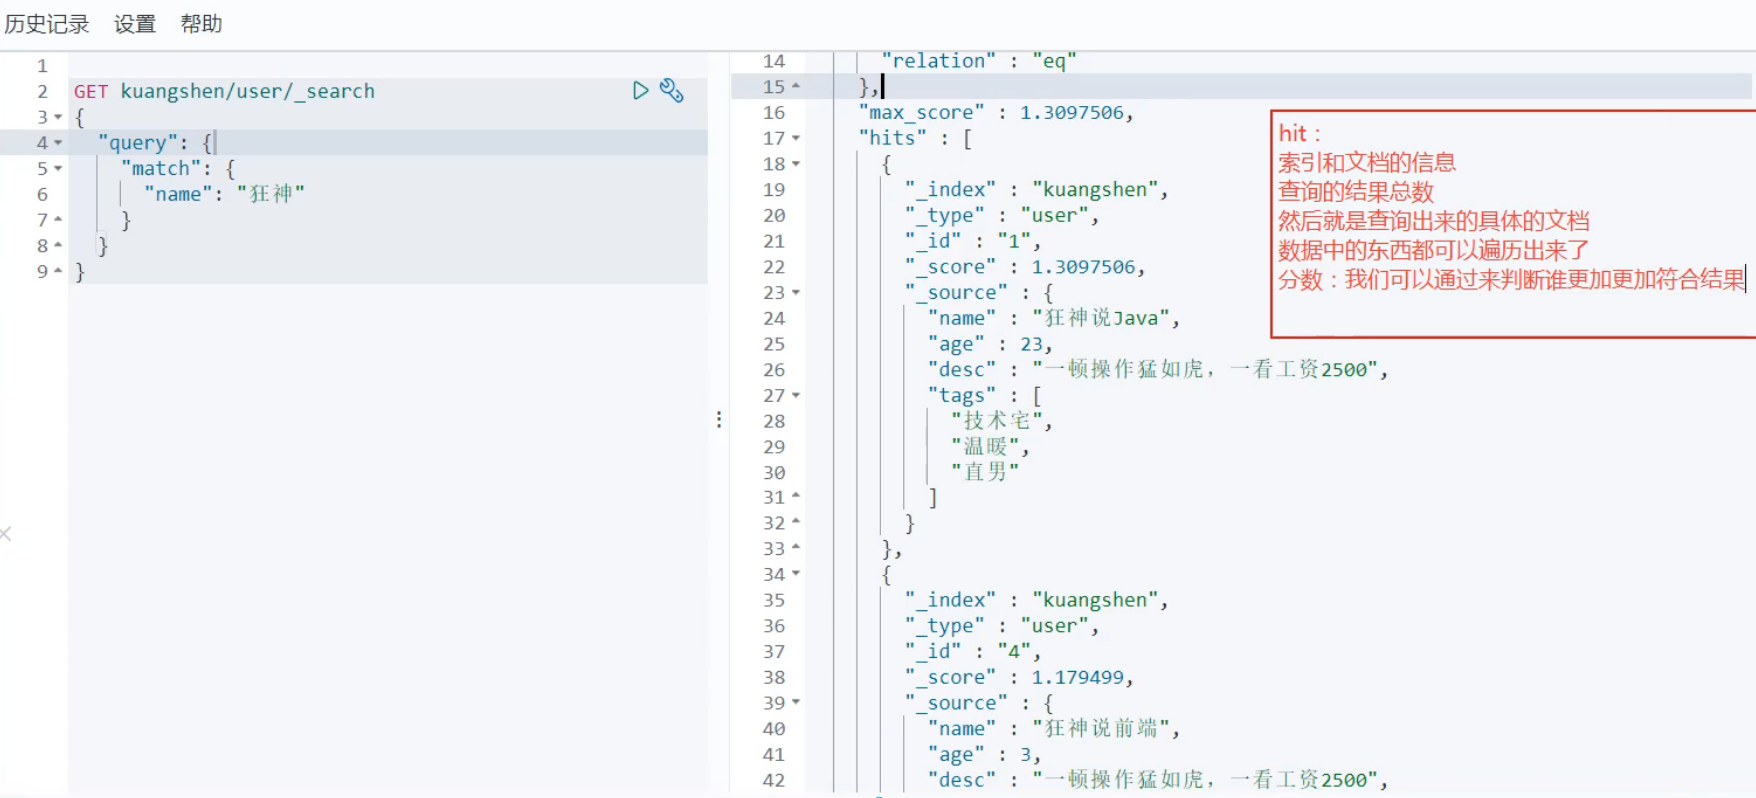 历史记录 设置 帮助
1
2 GET kuangshen/user/_search
3 {
4 "query": {
5 "match": {
6 "name": "狂神"
7 }
8 }
9 }
14 "relation" : "eq"
15 },
16 "max_score" : 1.3097506,
17 "hits" : [
18 {
19 "_index" : "kuangshen",
20 "_type" : "user",
21 "_id" : "1",
22 "_score" : 1.3097506,
23 "_source" : {
24 "name" : "狂神说Java",
25 "age" : 23,
26 "desc" : "一顿操作猛如虎，一看工资2500",
27 "tags" : [
28 "技术宅",
29 "温暖",
30 "直男"
31 ]
32 }
33 },
34 {
35 "_index" : "kuangshen",
36 "_type" : "user",
37 "_id" : "4",
38 "_score" : 1.179499,
39 "_source" : {
40 "name" : "狂神说前端",
41 "age" : 3,
42 "desc" : "一顿操作猛如虎，一看工资2500",
hit：
索引和文档的信息
查询的结果总数
然后就是查询出来的具体的文档
数据中的东西都可以遍历出来了
分数：我们可以通过来判断谁更加更加符合结果